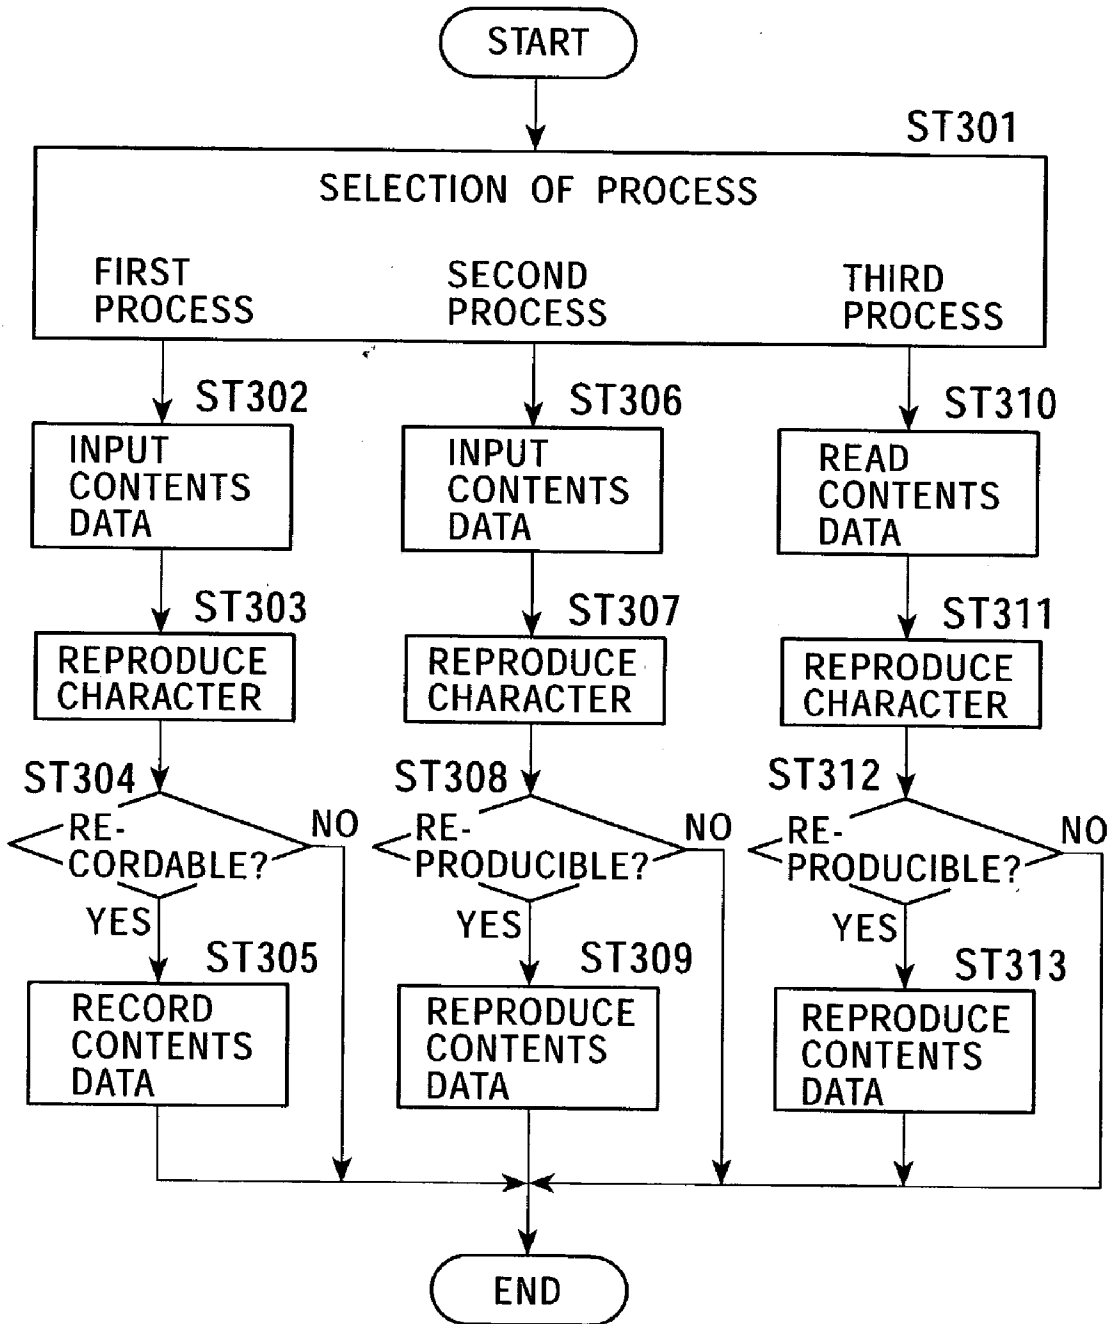 START
ST301
SELECTION OF PROCESS
FIRST
PROCESS
SECOND
PROCESS
THIRD
PROCESS
ST302
INPUT
CONTENTS
DATA
ST303
REPRODUCE
CHARACTER
ST304
RE-
CORDABLE?
NO
YES
ST305
RECORD
CONTENTS
DATA
ST306
INPUT
CONTENTS
DATA
ST307
REPRODUCE
CHARACTER
ST308
RE-
PRODUCIBLE?
NO
YES
ST309
REPRODUCE
CONTENTS
DATA
ST310
READ
CONTENTS
DATA
ST311
REPRODUCE
CHARACTER
ST312
RE-
PRODUCIBLE?
NO
YES
ST313
REPRODUCE
CONTENTS
DATA
END